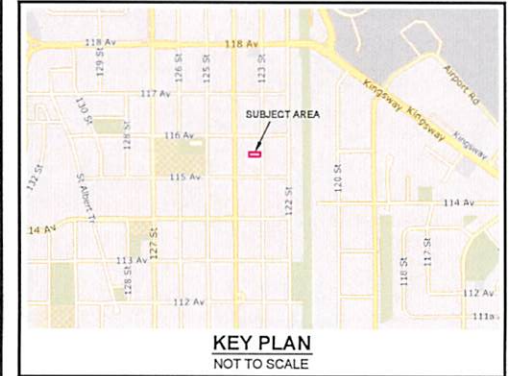 118 Av
118 Av
129 St
126 St
125 St
123 St
Airport Rd
117 Av
Kingsway
Kingsway
Kingsway
130 St
SUBJECT AREA
128 St
116 Av
132 St
115 Av
120 St
St Albert Tr
122 St
114 Av
14 Av
127 St
113 Av
118 St
117 St
128 St
112 Av
112 Av
111a
KEY PLAN
NOT TO SCALE